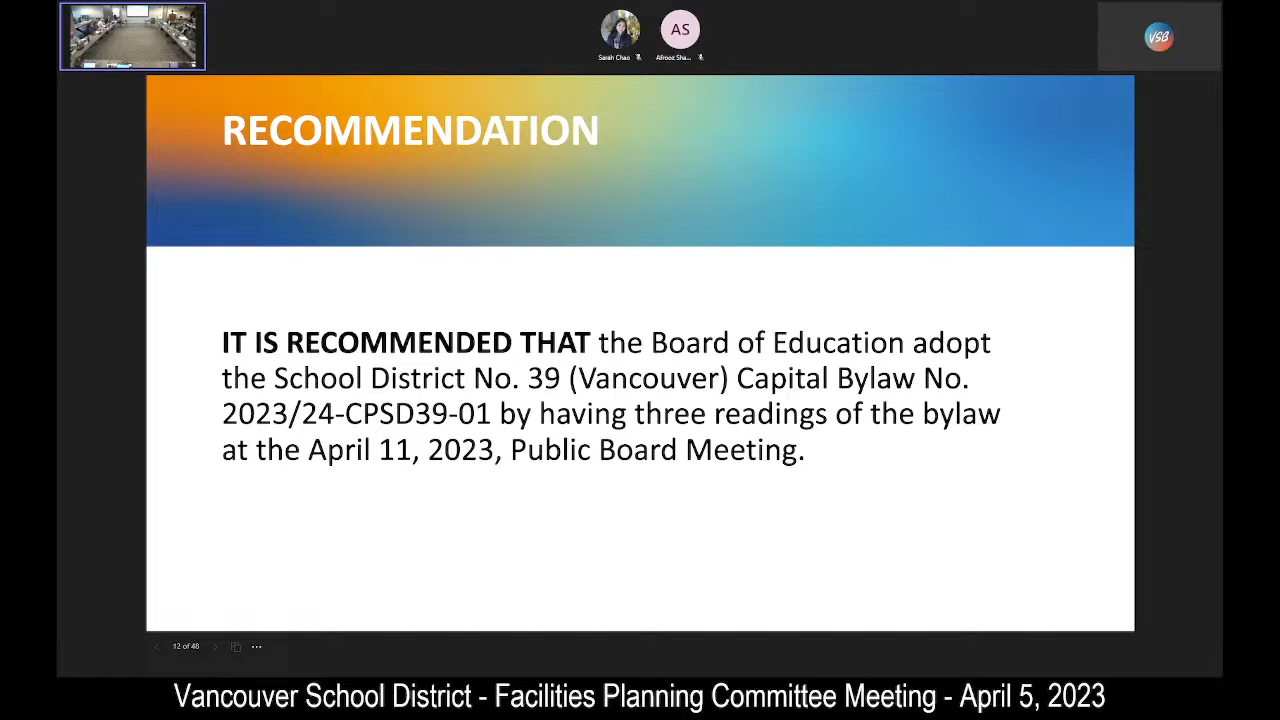 AS
VSB
Sarah Chao
Afrooz Sha...
RECOMMENDATION
IT IS RECOMMENDED THAT the Board of Education adopt
the School District No. 39 (Vancouver) Capital Bylaw No.
2023/24-CPSD39-01 by having three readings of the bylaw
at the April 11, 2023, Public Board Meeting.
12 of 48
Vancouver School District - Facilities Planning Committee Meeting - April 5, 2023